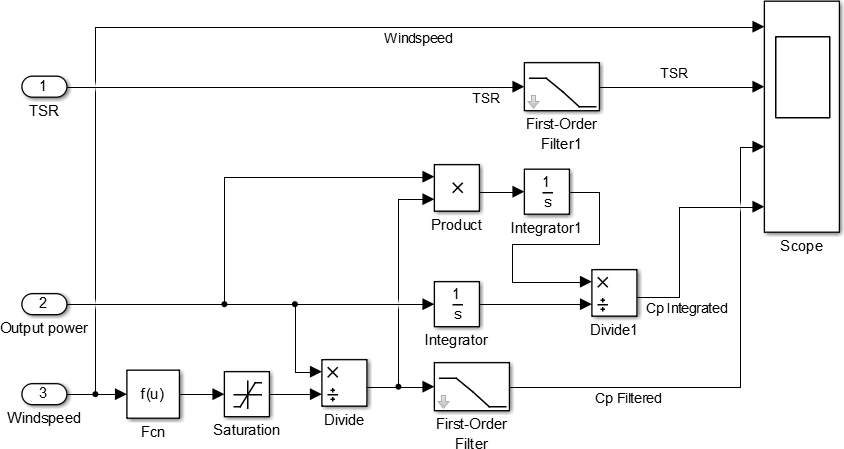 Windspeed
1
TSR
TSR
TSR
First-Order
Filter1
×
Product
1
s
Integrator1
Scope
2
Output power
1
s
Integrator
×
÷
Divide1
Cp Integrated
3
Windspeed
f(u)
Fcn
Saturation
×
÷
Divide
First-Order
Filter
Cp Filtered